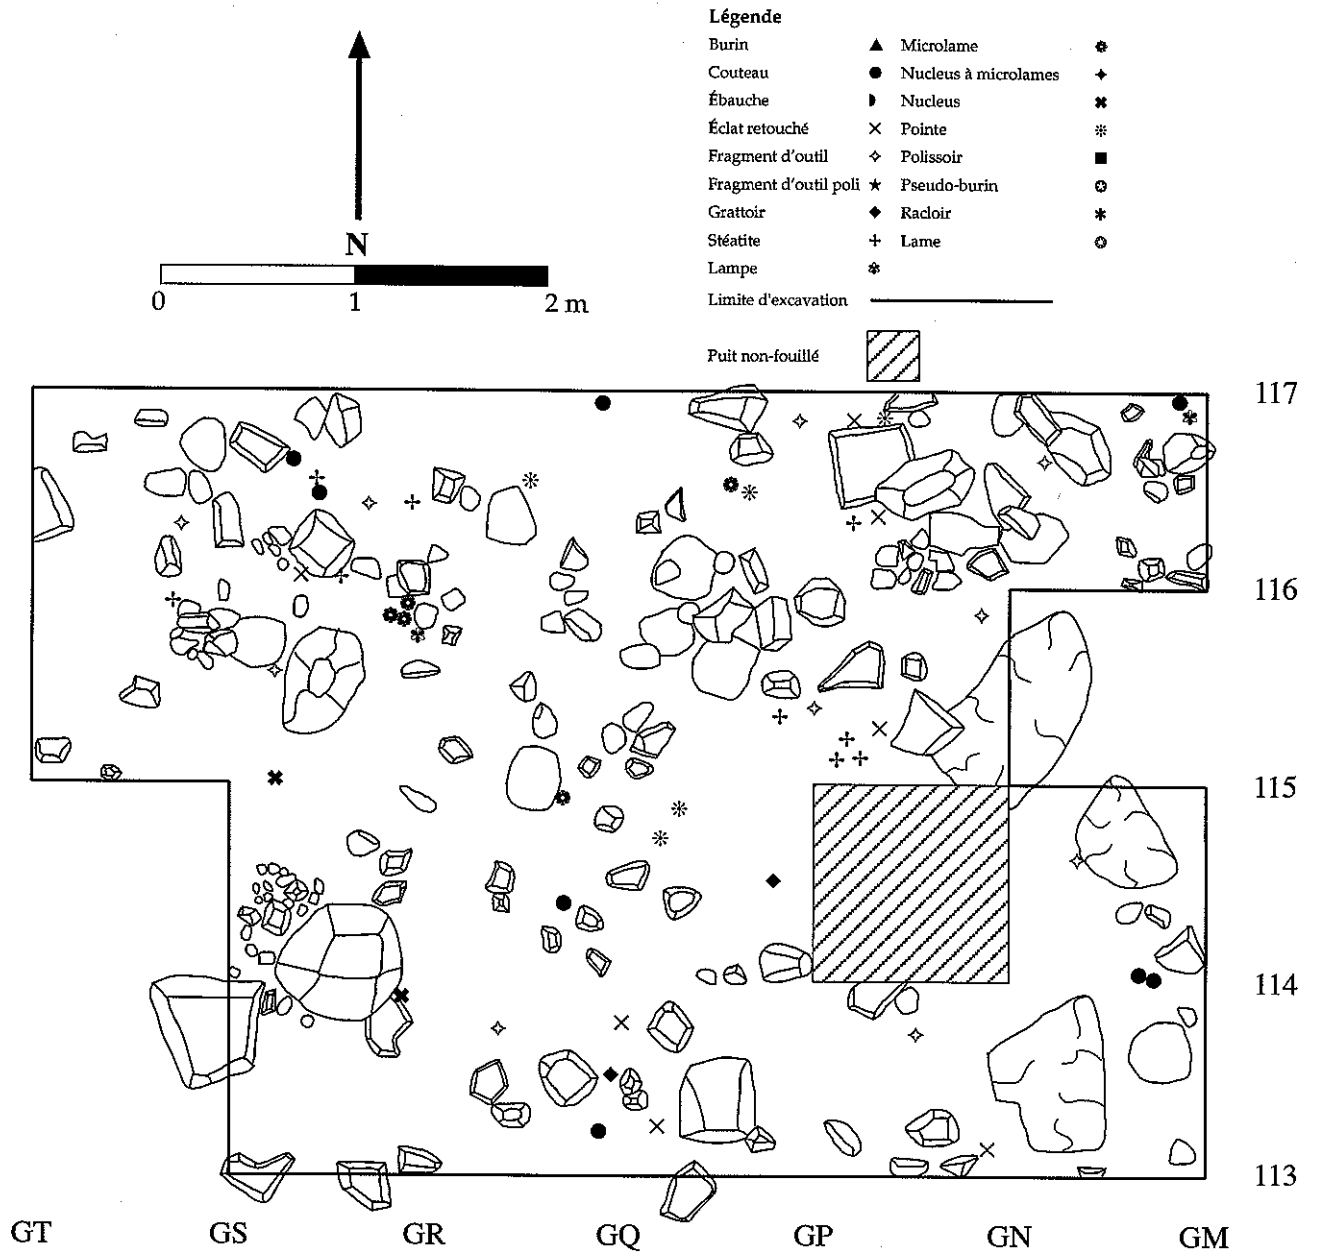 Légende
Burin Microlame
Couteau Nucleus à microlames
Ébauche Nucleus
Éclat retouché Pointe
Fragment d'outil Polissoir
Fragment d'outil poli Pseudo-burin
Grattoir Racloir
Stéatite Lame
Lampe
Limite d'excavation
Puit non-fouillé
N
0 1 2 m
117
116
115
114
113
GT GS GR GQ GP GN GM